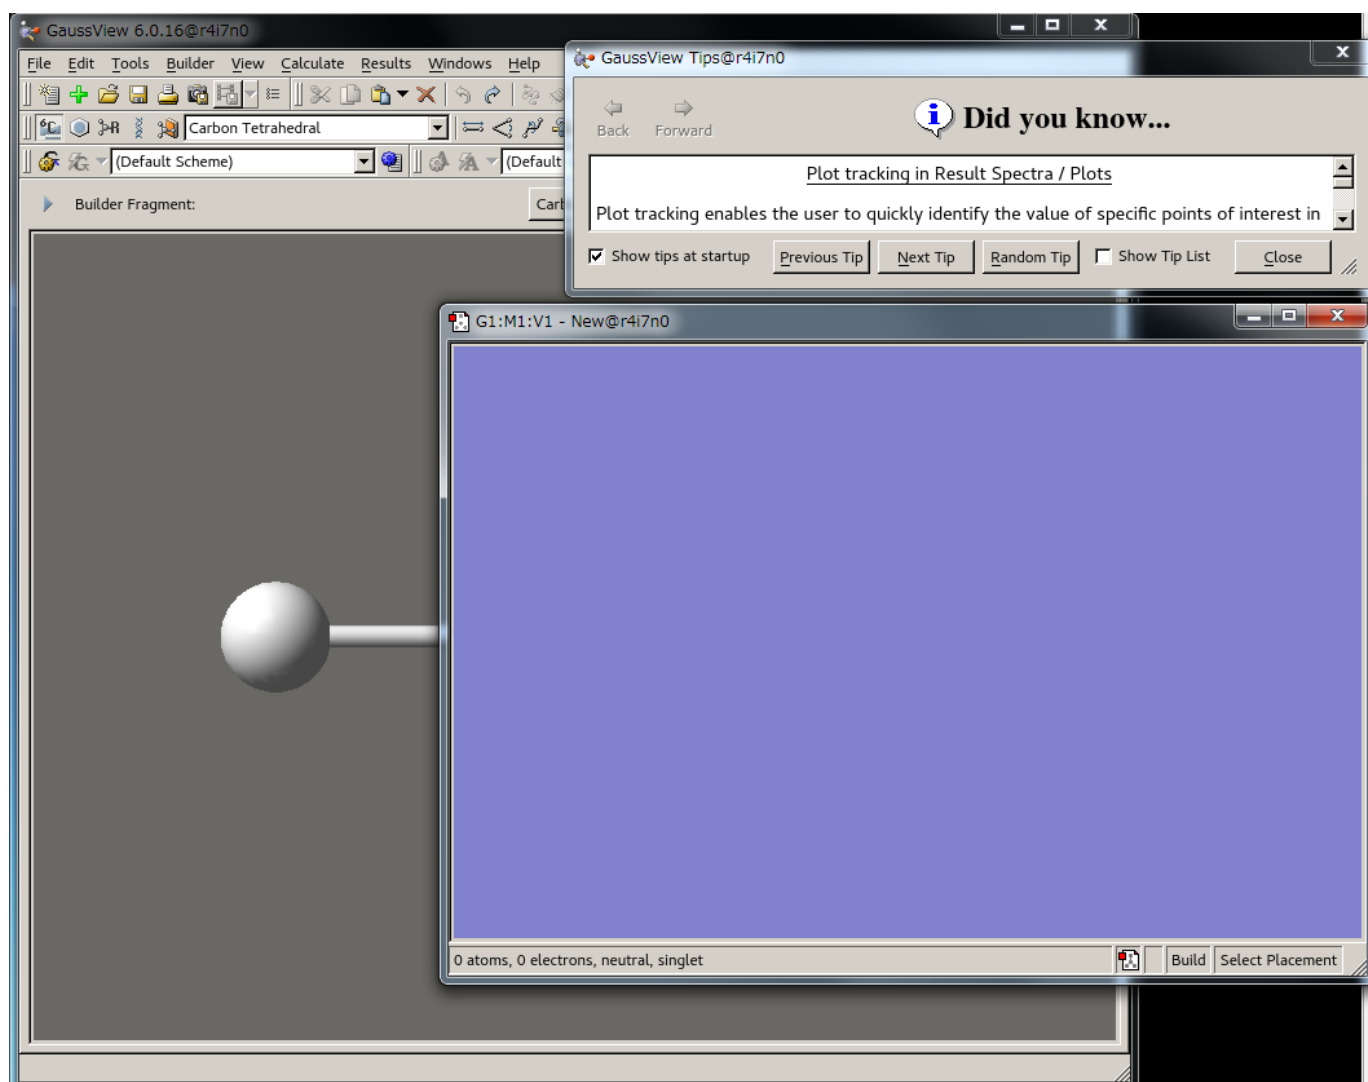 GaussView 6.0.16@r4i7n0
File Edit Tools Builder View Calculate Results Windows Help
Carbon Tetrahedral
(Default Scheme)
(Default
Builder Fragment:
GaussView Tips@r4i7n0
Back Forward
Did you know...
Plot tracking in Result Spectra / Plots
Plot tracking enables the user to quickly identify the value of specific points of interest in
Show tips at startup Previous Tip Next Tip Random Tip Show Tip List Close
G1:M1:V1 - New@r4i7n0
0 atoms, 0 electrons, neutral, singlet
Build Select Placement